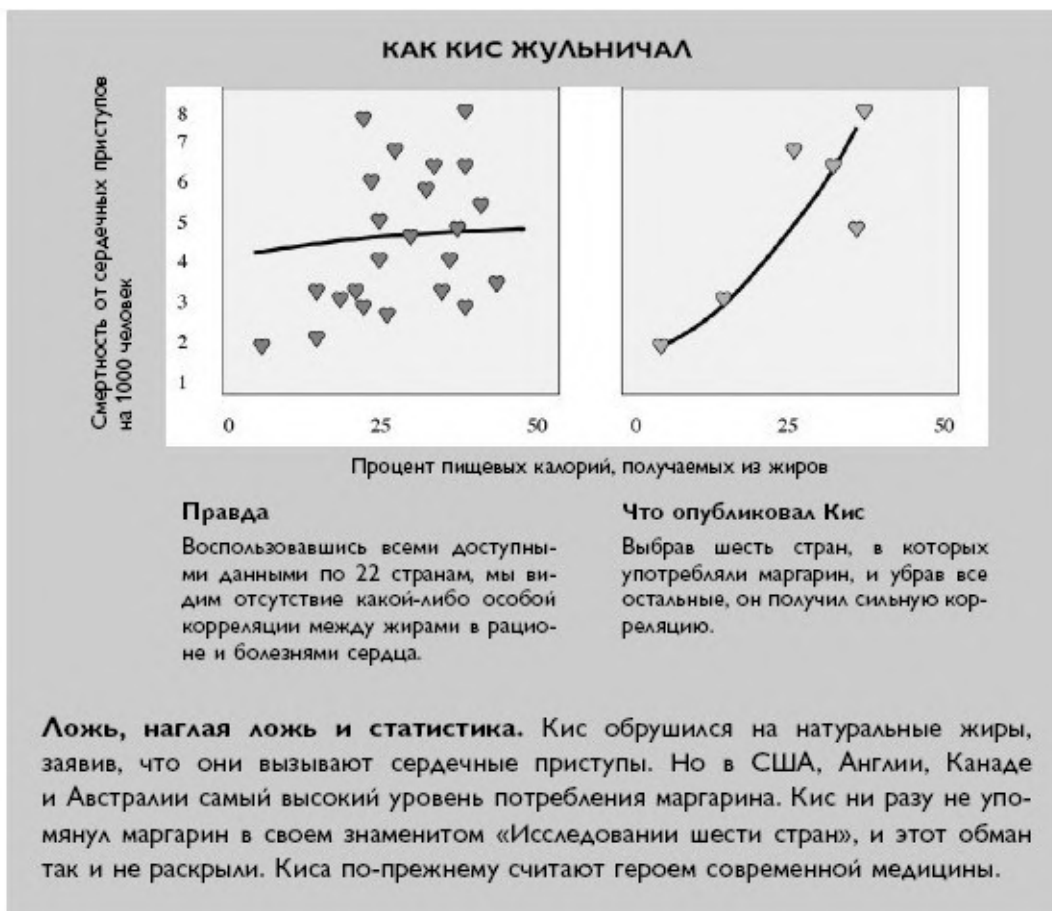 КАК КИС ЖУЛЬНИЧАЛ
Смертность от сердечных приступов
на 1000 человек
8
7
6
5
4
3
2
1
0 25 50 0 25 50
Процент пищевых калорий, получаемых из жиров
Правда
Воспользовавшись всеми доступны-
ми данными по 22 странам, мы ви-
дим отсутствие какой-либо особой
корреляции между жирами в рацио-
не и болезнями сердца.
Что опубликовал Кис
Выбрав шесть стран, в которых
употребляли маргарин, и убрав все
остальные, он получил сильную кор-
реляцию.
Ложь, наглая ложь и статистика. Кис обрушился на натуральные жиры,
заявив, что они вызывают сердечные приступы. Но в США, Англии, Канаде
и Австралии самый высокий уровень потребления маргарина. Кис ни разу не упо-
мянул маргарин в своем знаменитом «Исследовании шести стран», и этот обман
так и не раскрыли. Киса по-прежнему считают героем современной медицины.